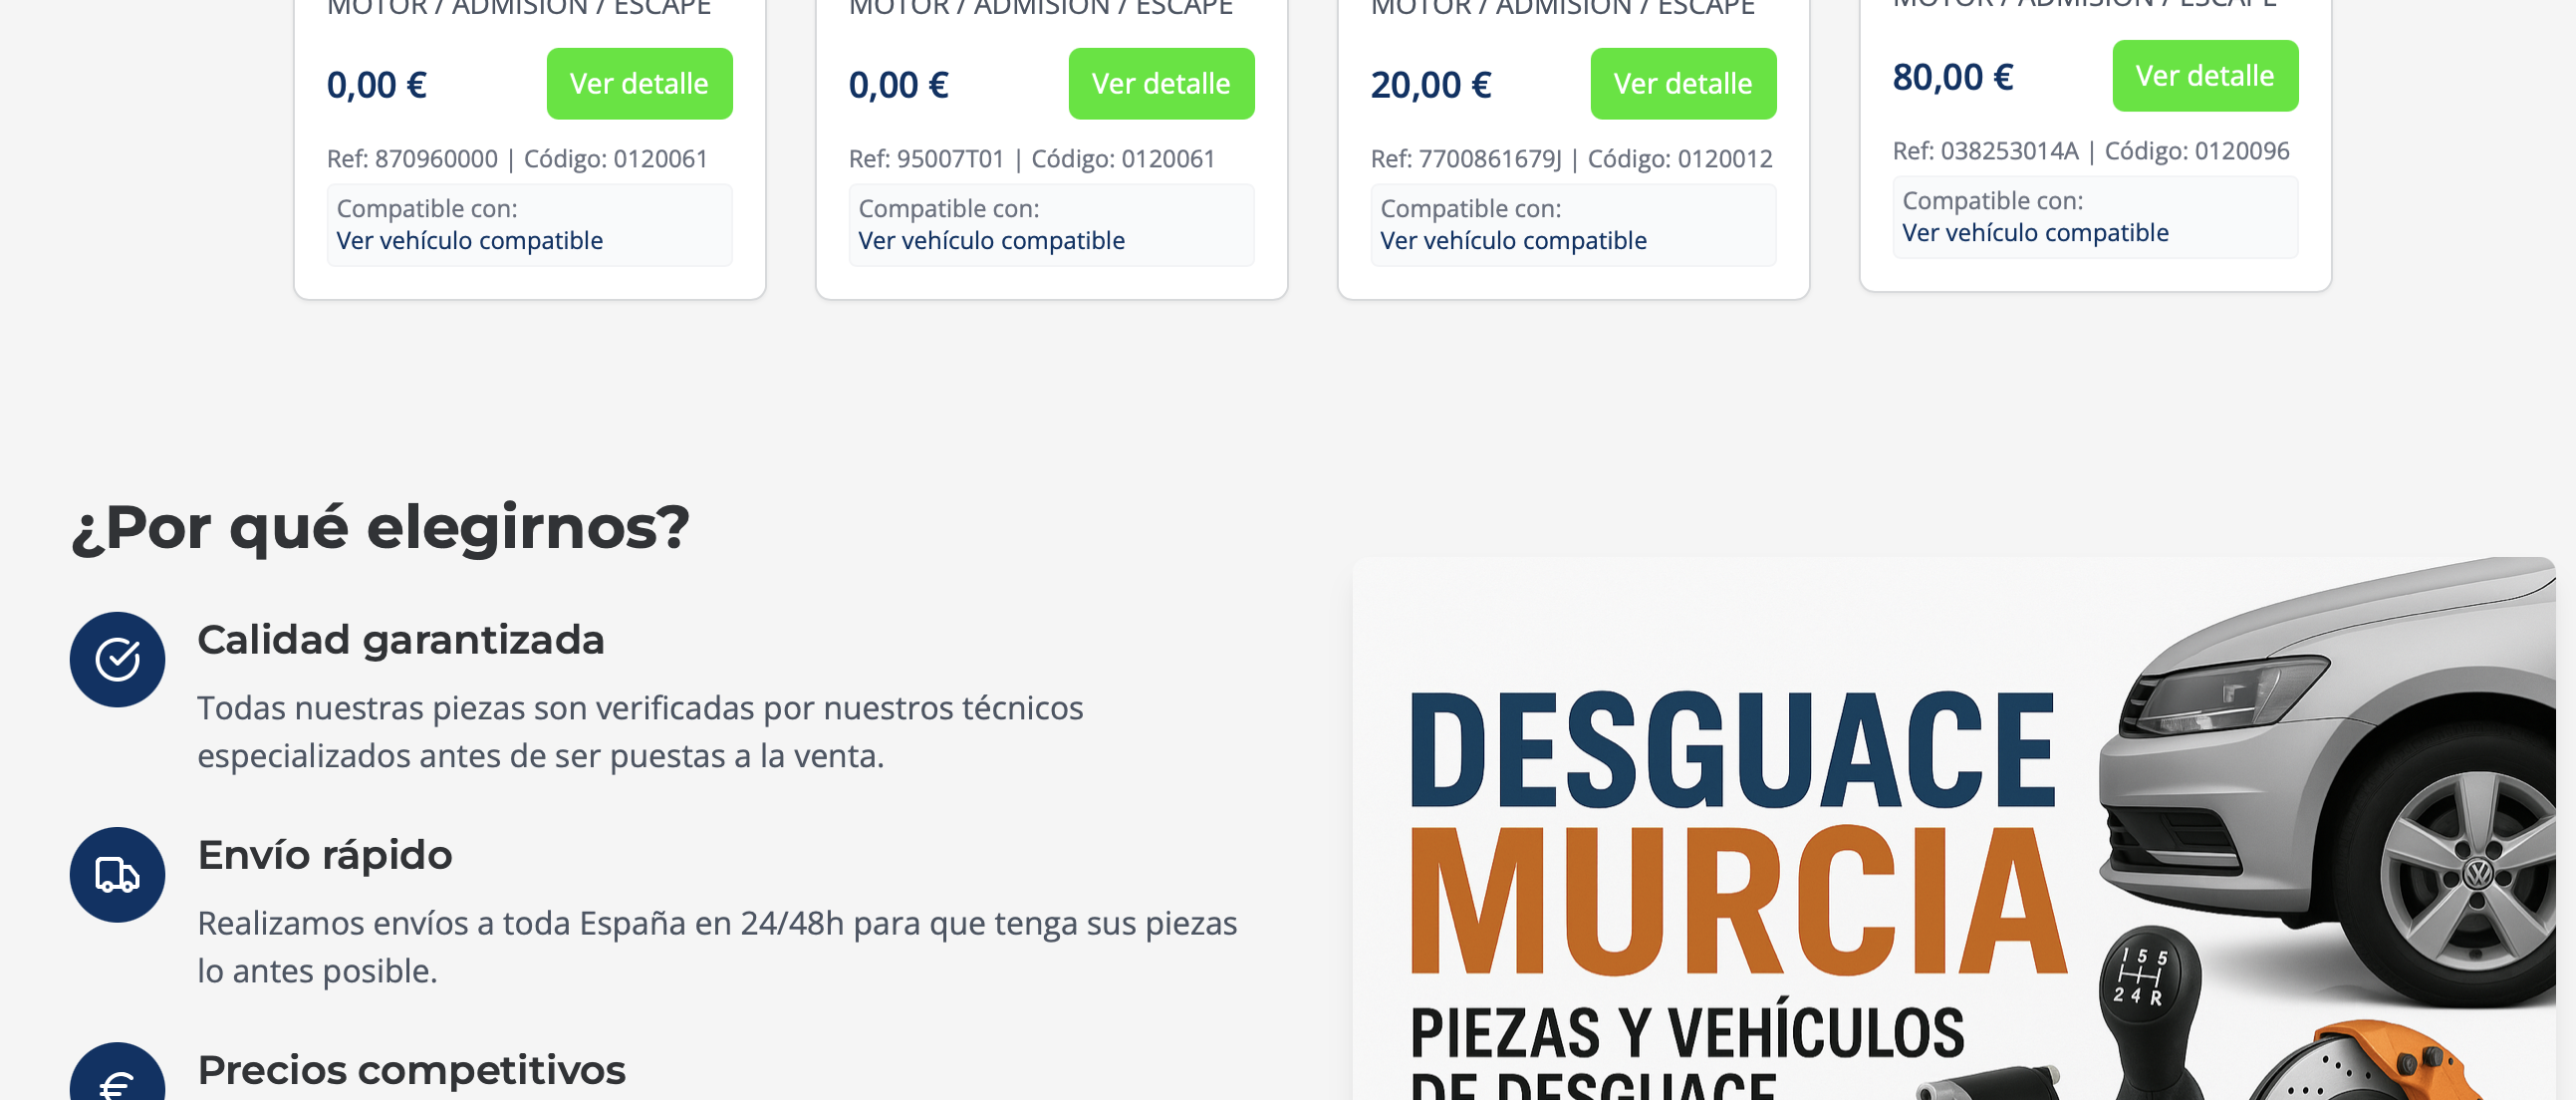 MOTOR / ADMISION / ESCAPE
0,00 €
Ver detalle
Ref: 870960000 | Código: 0120061
Compatible con:
Ver vehículo compatible
MOTOR / ADMISION / ESCAPE
0,00 €
Ver detalle
Ref: 95007T01 | Código: 0120061
Compatible con:
Ver vehículo compatible
MOTOR / ADMISION / ESCAPE
20,00 €
Ver detalle
Ref: 7700861679J | Código: 0120012
Compatible con:
Ver vehículo compatible
MOTOR / ADMISION / ESCAPE
80,00 €
Ver detalle
Ref: 038253014A | Código: 0120096
Compatible con:
Ver vehículo compatible
¿Por qué elegirnos?
Calidad garantizada
Todas nuestras piezas son verificadas por nuestros técnicos
especializados antes de ser puestas a la venta.
Envío rápido
Realizamos envíos a toda España en 24/48h para que tenga sus piezas
lo antes posible.
Precios competitivos
DESGUACE
MURCIA
PIEZAS Y VEHÍCULOS
DE DESGUACE
1 5 5
2 4 R